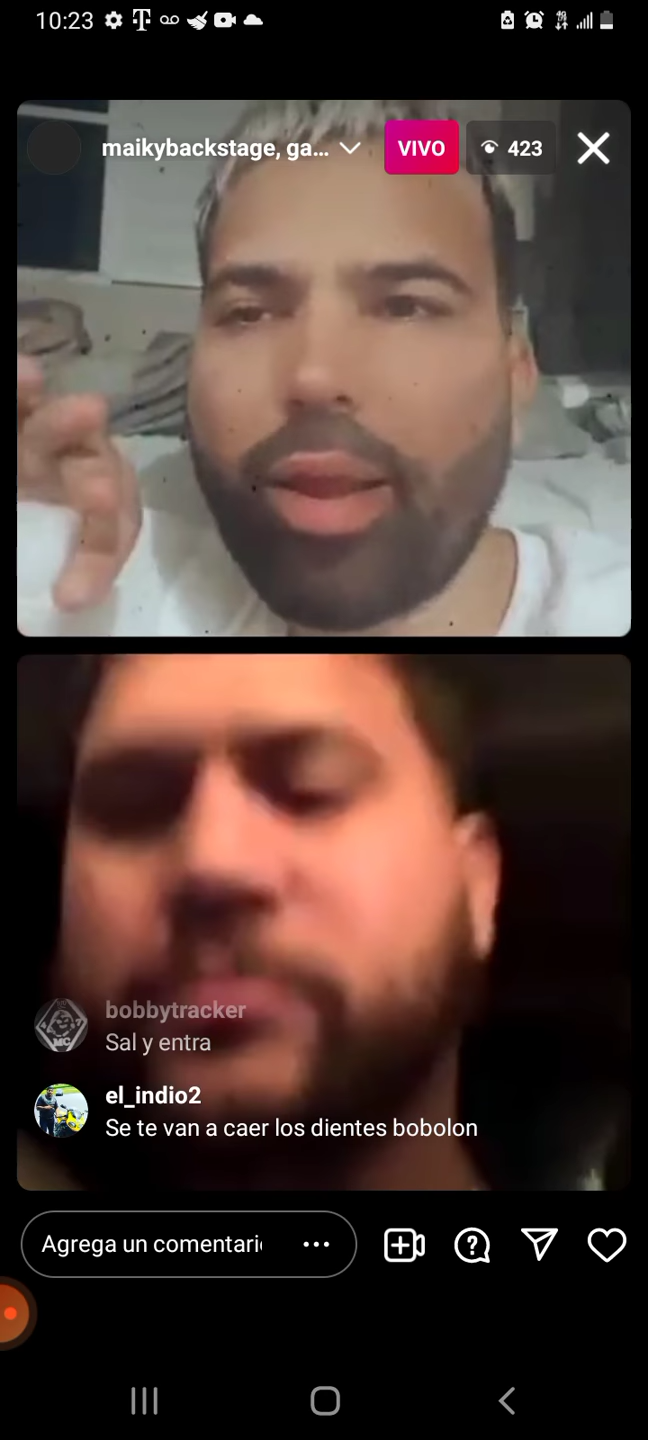 10:23
maikybackstage, ga...
VIVO
423
bobbytracker
Sal y entra
el_indio2
Se te van a caer los dientes bobolon
Agrega un comentari